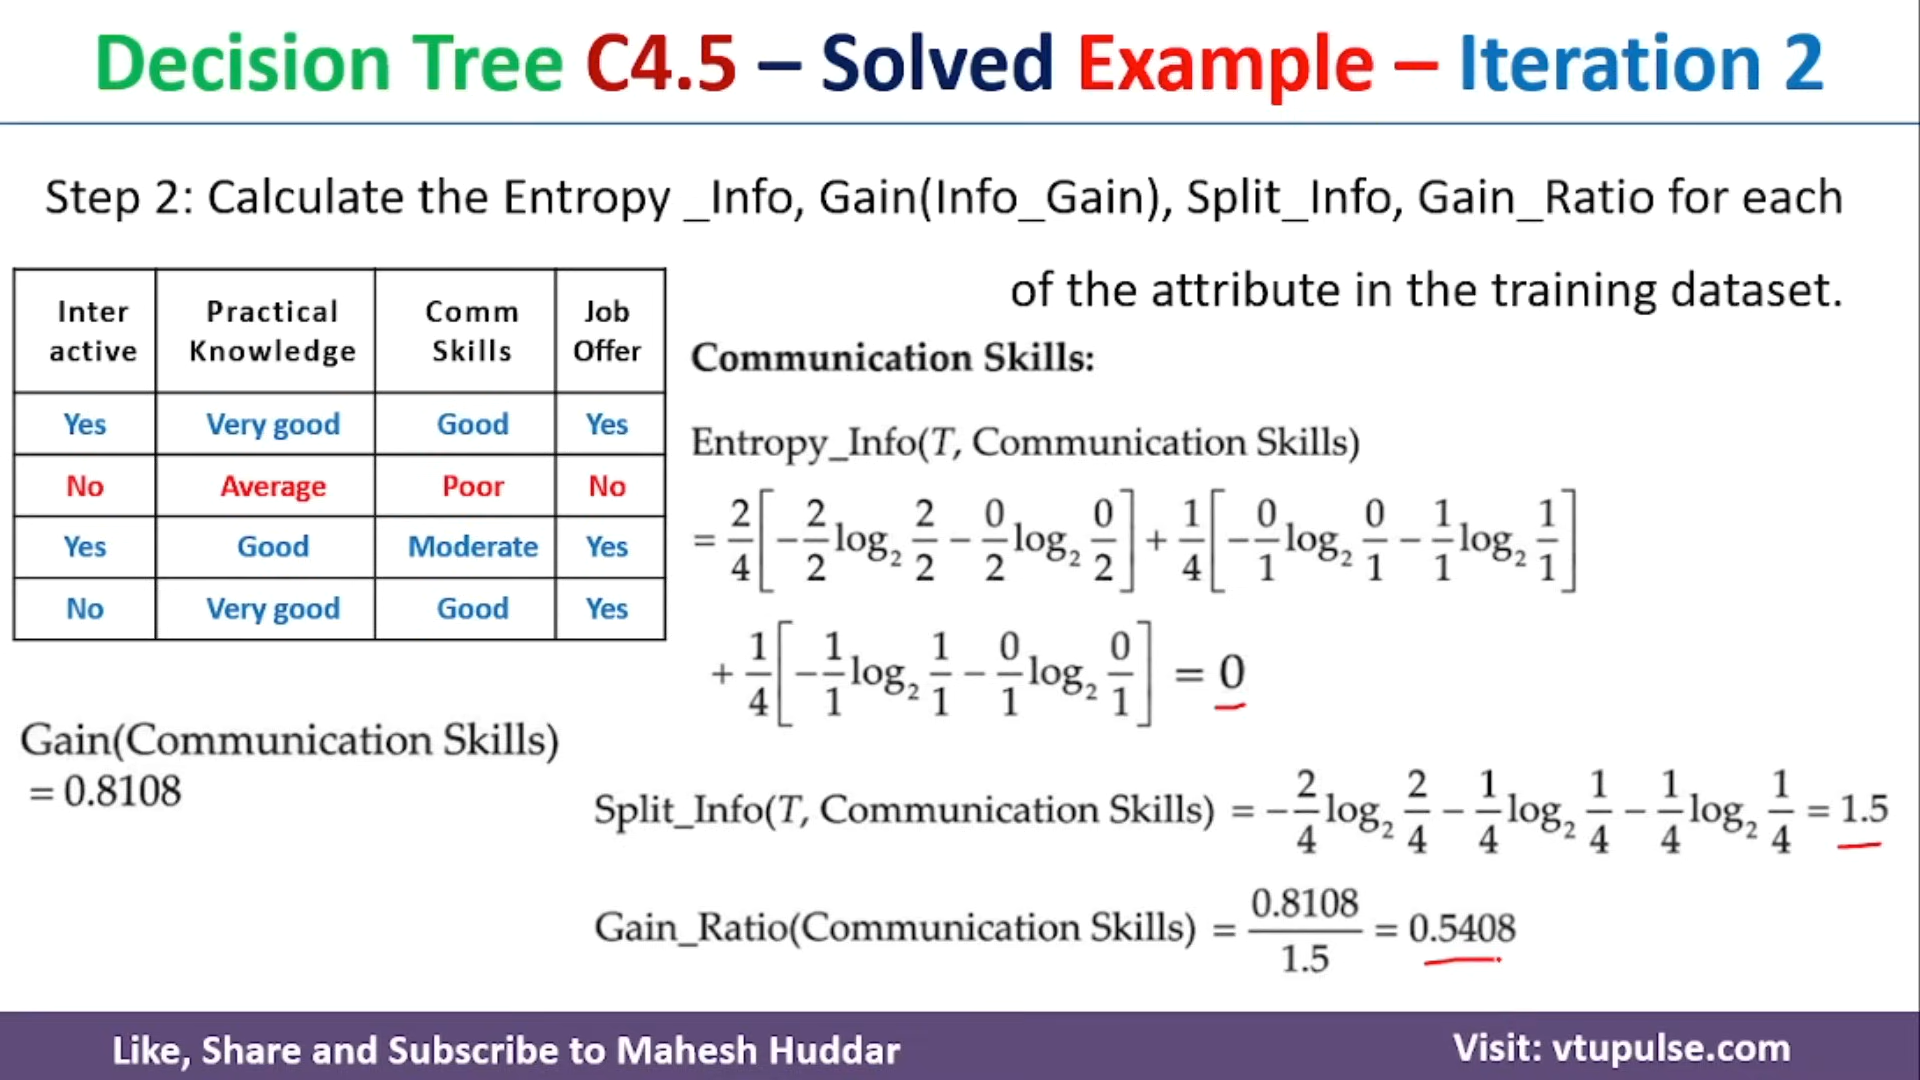 Decision Tree C4.5 – Solved Example – Iteration 2
Step 2: Calculate the Entropy _Info, Gain(Info_Gain), Split_Info, Gain_Ratio for each
of the attribute in the training dataset.
Inter active | Practical Knowledge | Comm Skills | Job Offer
Yes | Very good | Good | Yes
No | Average | Poor | No
Yes | Good | Moderate | Yes
No | Very good | Good | Yes
Communication Skills:
Entropy_Info(T, Communication Skills)
= 2/4[−2/2 log₂ 2/2 − 0/2 log₂ 0/2] + 1/4[−0/1 log₂ 0/1 − 1/1 log₂ 1/1]
+ 1/4[−1/1 log₂ 1/1 − 0/1 log₂ 0/1] = 0
Gain(Communication Skills)
= 0.8108
Split_Info(T, Communication Skills) = −2/4 log₂ 2/4 − 1/4 log₂ 1/4 − 1/4 log₂ 1/4 = 1.5
Gain_Ratio(Communication Skills) = 0.8108/1.5 = 0.5408
Like, Share and Subscribe to Mahesh Huddar
Visit: vtupulse.com